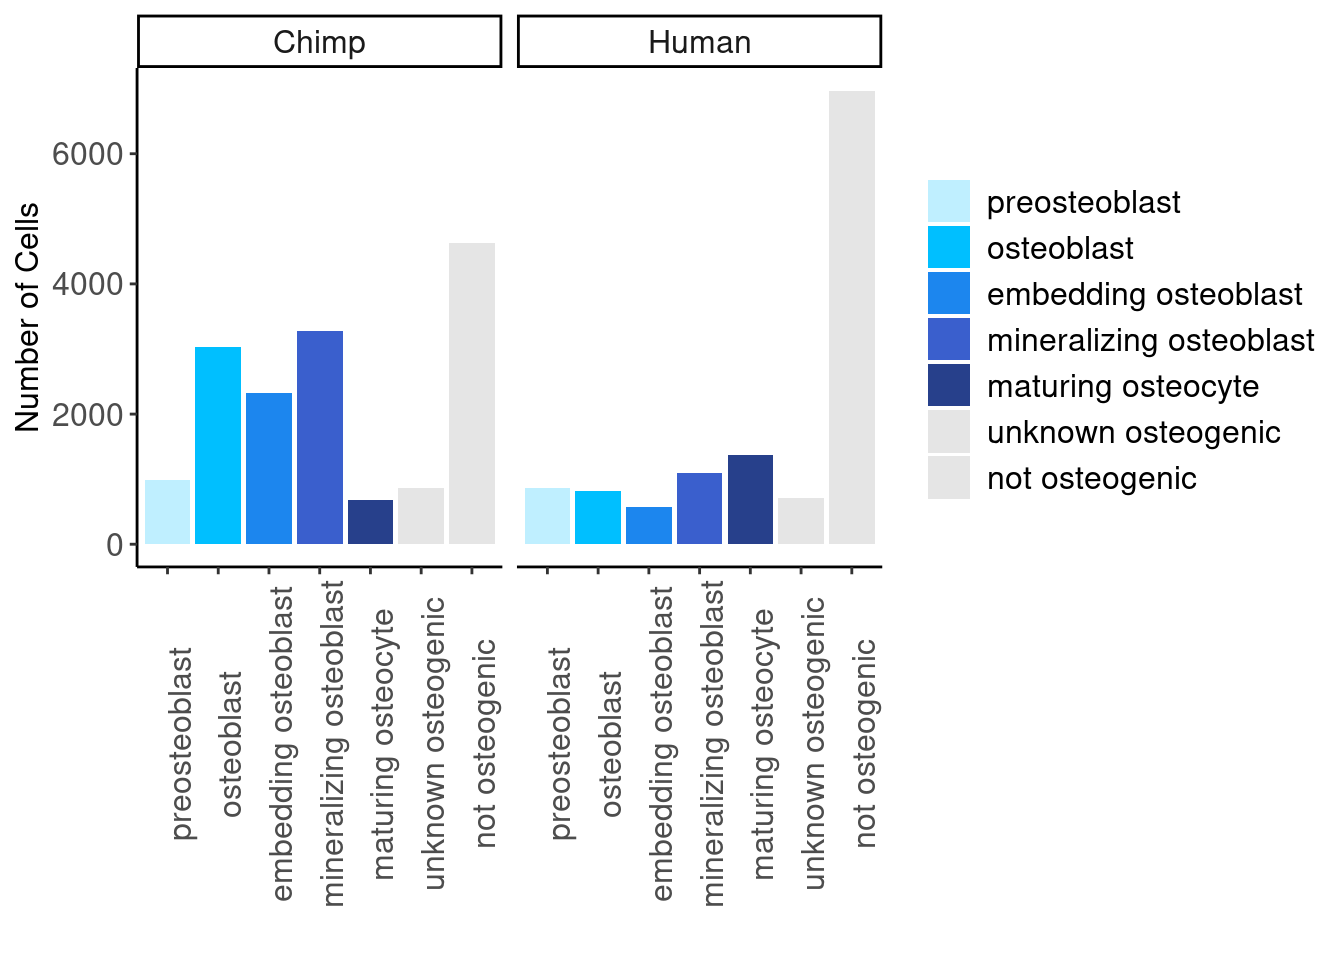 Chimp
Human
Number of Cells
6000
4000
2000
0
preosteoblast
osteoblast
embedding osteoblast
mineralizing osteoblast
maturing osteocyte
unknown osteogenic
not osteogenic
preosteoblast
osteoblast
embedding osteoblast
mineralizing osteoblast
maturing osteocyte
unknown osteogenic
not osteogenic
preosteoblast
osteoblast
embedding osteoblast
mineralizing osteoblast
maturing osteocyte
unknown osteogenic
not osteogenic